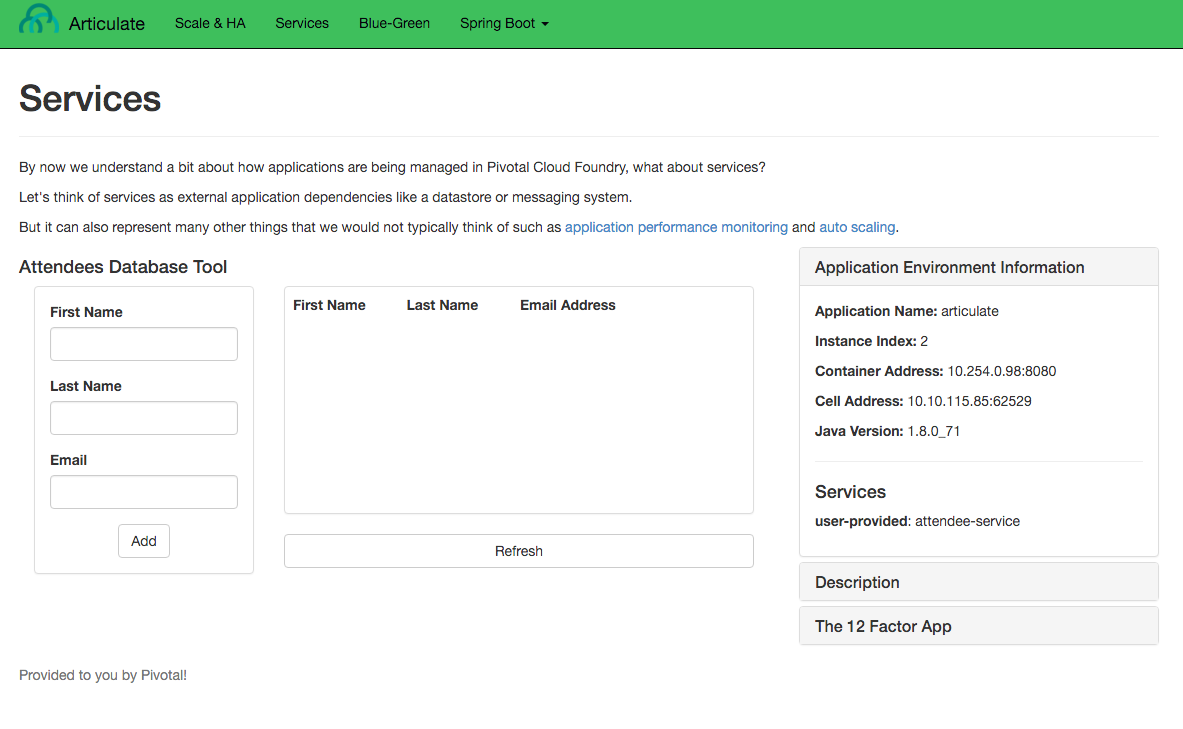 Articulate Scale & HA Services Blue-Green Spring Boot
Services
By now we understand a bit about how applications are being managed in Pivotal Cloud Foundry, what about services?
Let's think of services as external application dependencies like a datastore or messaging system.
But it can also represent many other things that we would not typically think of such as application performance monitoring and auto scaling.
Attendees Database Tool
First Name
Last Name
Email
Add
First Name Last Name Email Address
Refresh
Application Environment Information
Application Name: articulate
Instance Index: 2
Container Address: 10.254.0.98:8080
Cell Address: 10.10.115.85:62529
Java Version: 1.8.0_71
Services
user-provided: attendee-service
Description
The 12 Factor App
Provided to you by Pivotal!